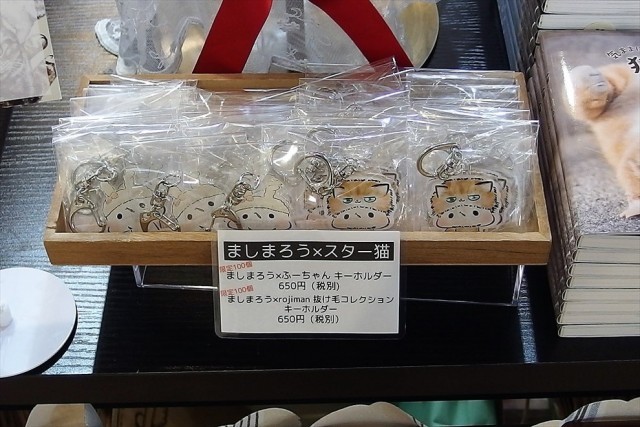 ましまろう×スター猫
限定100個
ましまろう×ふーちゃん キーホルダー
650円（税別）
限定100個
ましまろう×rojiman 抜け毛コレクション
キーホルダー
650円（税別）